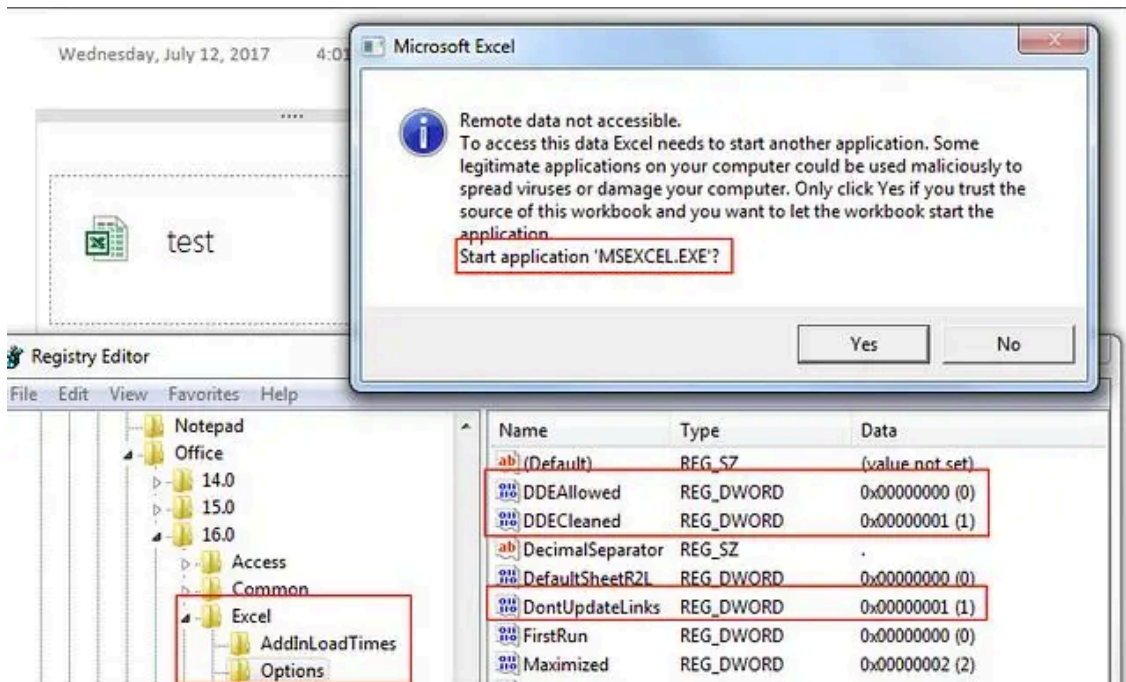 Wednesday, July 12, 2017 4:01
Microsoft Excel
Remote data not accessible.
To access this data Excel needs to start another application. Some
legitimate applications on your computer could be used maliciously to
spread viruses or damage your computer. Only click Yes if you trust the
source of this workbook and you want to let the workbook start the
application.
Start application 'MSEXCEL.EXE'?
test
Yes No
Registry Editor
File Edit View Favorites Help
Notepad
Office
14.0
15.0
16.0
Access
Common
Excel
AddInLoadTimes
Options
Name Type Data
(Default) REG_SZ (value not set)
DDEAllowed REG_DWORD 0x00000000 (0)
DDECleaned REG_DWORD 0x00000001 (1)
DecimalSeparator REG_SZ .
DefaultSheetR2L REG_DWORD 0x00000000 (0)
DontUpdateLinks REG_DWORD 0x00000001 (1)
FirstRun REG_DWORD 0x00000000 (0)
Maximized REG_DWORD 0x00000002 (2)